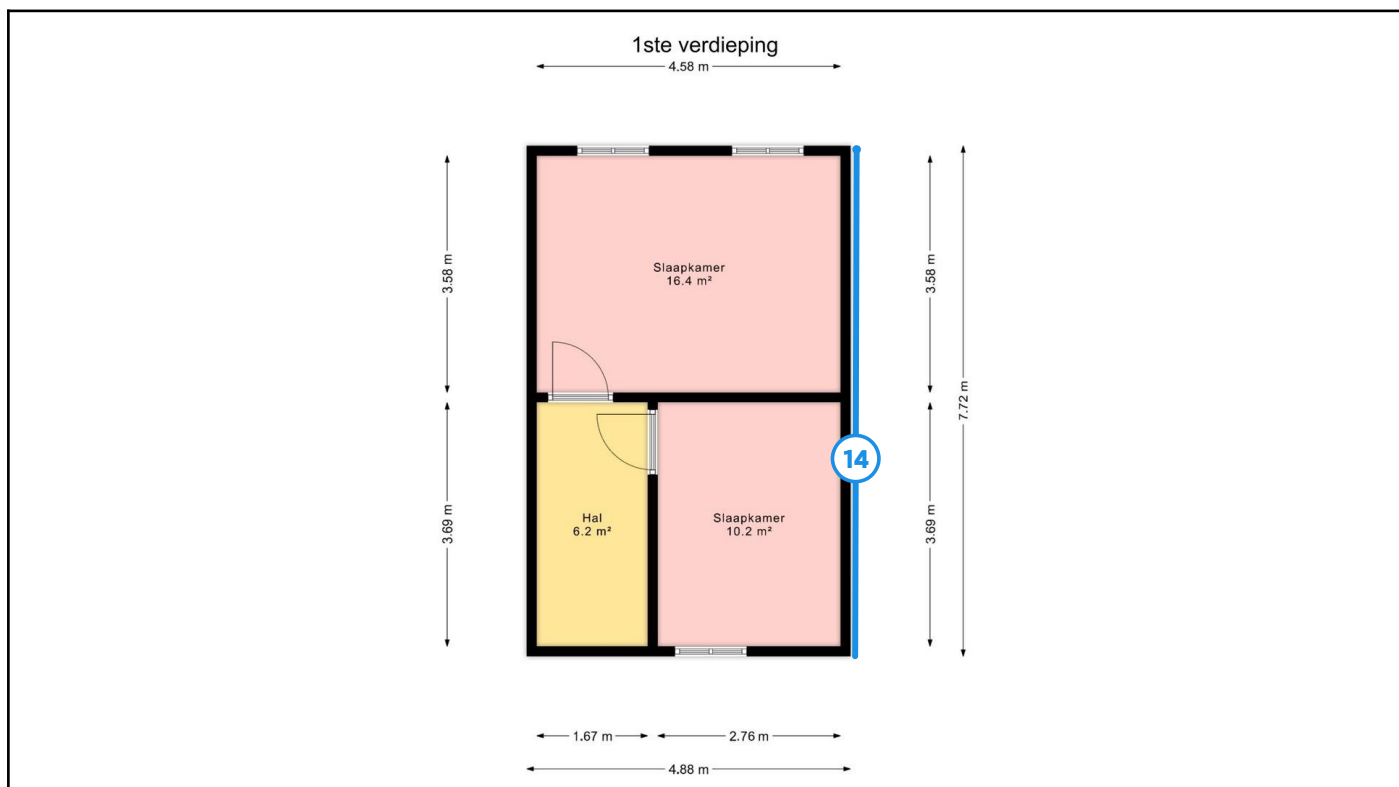 1ste verdieping
4.58 m
3.58 m
3.58 m
7.72 m
Slaapkamer
16.4 m²
14
3.69 m
3.69 m
Hal
6.2 m²
Slaapkamer
10.2 m²
1.67 m
2.76 m
4.88 m